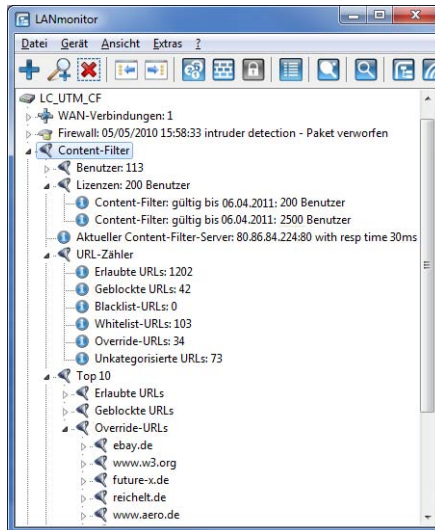 LANmonitor
Datei Gerät Ansicht Extras ?
LC_UTM_CF
WAN-Verbindungen: 1
Firewall: 05/05/2010 15:58:33 intruder detection - Paket verworfen
Content-Filter
Benutzer: 113
Lizenzen: 200 Benutzer
Content-Filter: gültig bis 06.04.2011: 200 Benutzer
Content-Filter: gültig bis 06.04.2011: 2500 Benutzer
Aktueller Content-Filter-Server: 80.86.84.224:80 with resp time 30ms
URL-Zähler
Erlaubte URLs: 1202
Geblockte URLs: 42
Blacklist-URLs: 0
Whitelist-URLs: 103
Override-URLs: 34
Unkategorisierte URLs: 73
Top 10
Erlaubte URLs
Geblockte URLs
Override-URLs
ebay.de
www.w3.org
future-x.de
reichelt.de
www.aero.de